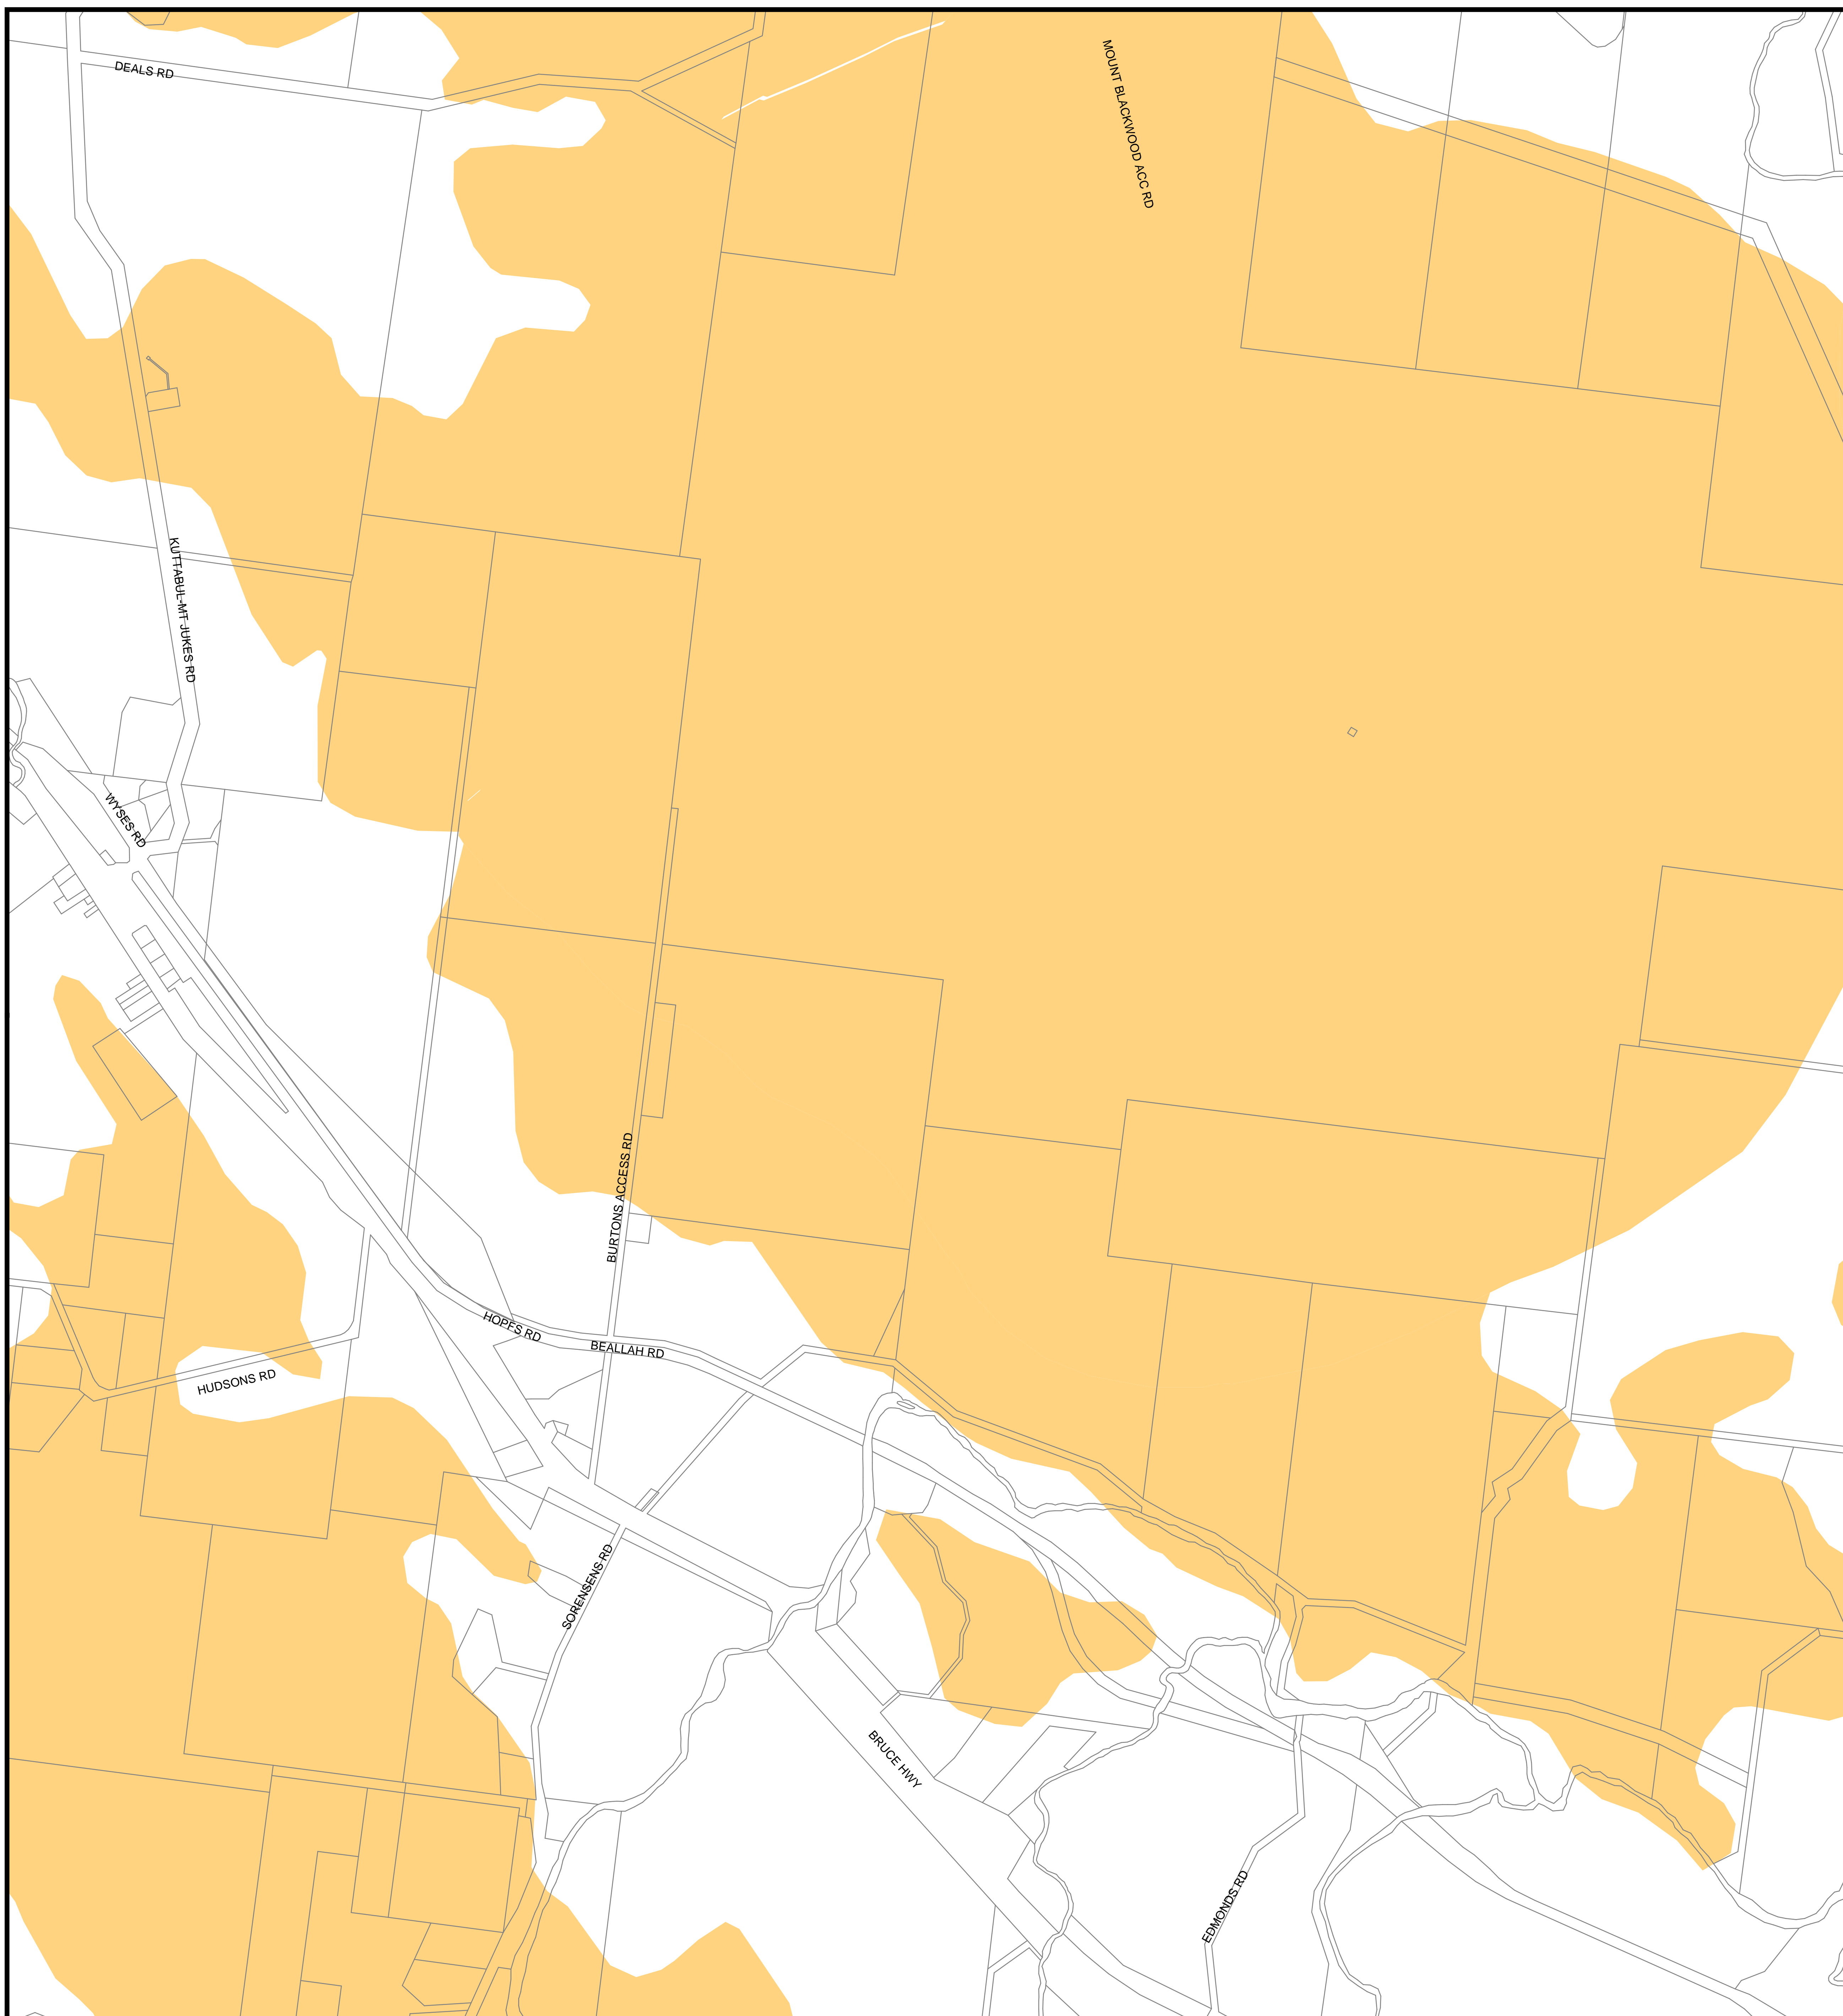 DEALS RD
MOUNT BLACKWOOD ACC RD
KUTTABUL-MT JUKES RD
WYSES RD
BURTONS ACCESS RD
HOPES RD
BEALLAH RD
HUDSONS RD
SORENSENS RD
BRUCE HWY
EDMONDS RD